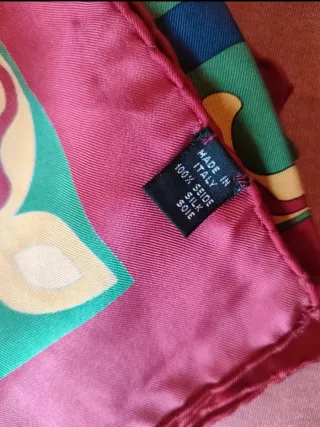 MADE IN
ITALY
100% SEIDE
SILK
SOIE